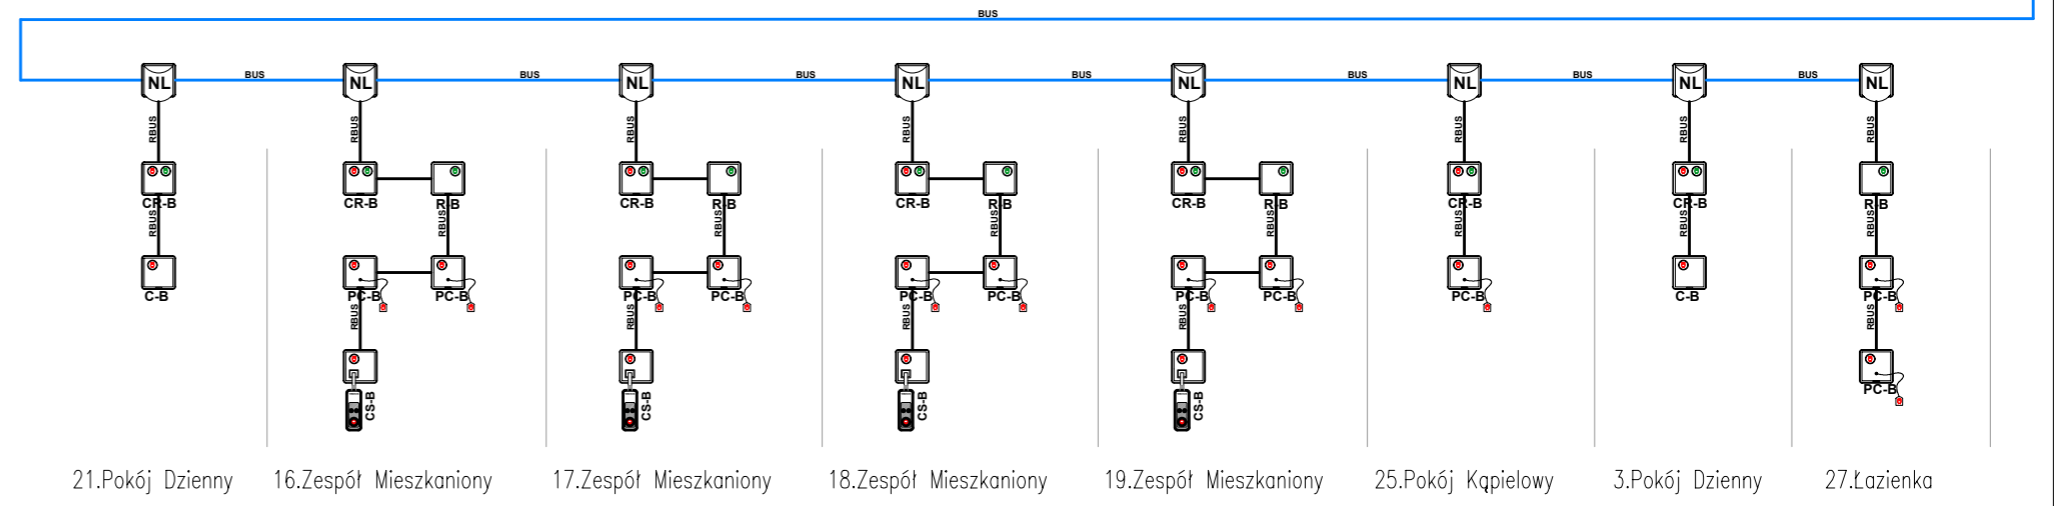 BUS
NL BUS NL BUS NL BUS NL BUS NL BUS NL BUS NL BUS NL
RBUS RBUS RBUS RBUS RBUS RBUS RBUS RBUS
CR-B CR-B R-B CR-B R-B CR-B R-B CR-B R-B CR-B CR-B R-B
RBUS RBUS RBUS RBUS
C-B PC-B PC-B PC-B PC-B PC-B PC-B PC-B PC-B PC-B C-B PC-B
RBUS RBUS RBUS RBUS RBUS
PC-B
CS-B CS-B CS-B CS-B
21.Pokój Dzienny 16.Zespół Mieszkaniony 17.Zespół Mieszkaniony 18.Zespół Mieszkaniony 19.Zespół Mieszkaniony 25.Pokój Kąpielowy 3.Pokój Dzienny 27.Łazienka